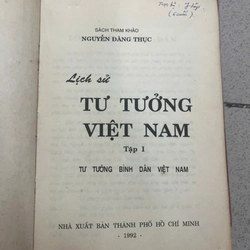 SÁCH THAM KHẢO
NGUYỄN ĐĂNG THỤC
Lịch sử
TƯ TƯỞNG
VIỆT NAM
Tập 1
TƯ TƯỞNG BÌNH DÂN VIỆT NAM
NHÀ XUẤT BẢN THÀNH PHỐ HỒ CHÍ MINH
- 1992 -